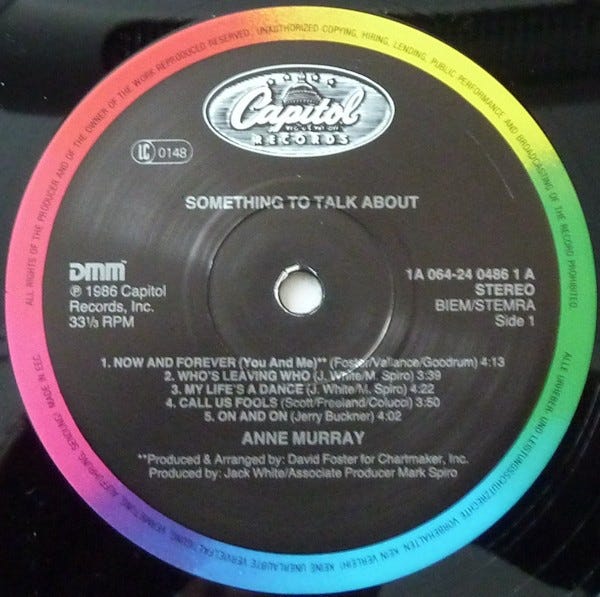 ALL RIGHTS OF THE PRODUCER AND OF THE OWNER OF THE WORK REPRODUCED RESERVED. UNAUTHORIZED COPYING, HIRING, LENDING, PUBLIC PERFORMANCE AND BROADCASTING OF THE RECORD PROHIBITED.
Capitol
RECORDS
LC 0148
SOMETHING TO TALK ABOUT
DMM
℗ 1986 Capitol
Records, Inc.
33⅓ RPM
1A 064-24 0486 1 A
STEREO
BIEM/STEMRA
Side 1
1. NOW AND FOREVER (You And Me)** (Foster/Vallance/Goodrum) 4:13
2. WHO'S LEAVING WHO (J. White/M. Spiro) 3:39
3. MY LIFE'S A DANCE (J. White/M. Spiro) 4:22
4. CALL US FOOLS (Scott/Freeland/Colucci) 3:50
5. ON AND ON (Jerry Buckner) 4:02
ANNE MURRAY
**Produced & Arranged by: David Foster for Chartmaker, Inc.
Produced by: Jack White/Associate Producer Mark Spiro
ALLE URHEBER- UND LEISTUNGSSCHUTZRECHTE VORBEHALTEN KEIN VERLEIH! KEINE UNERLAUBTE VERVIELFÄLTIGUNG, VERMIETUNG, AUFFÜHRUNG, SENDUNG! MADE IN EEC.